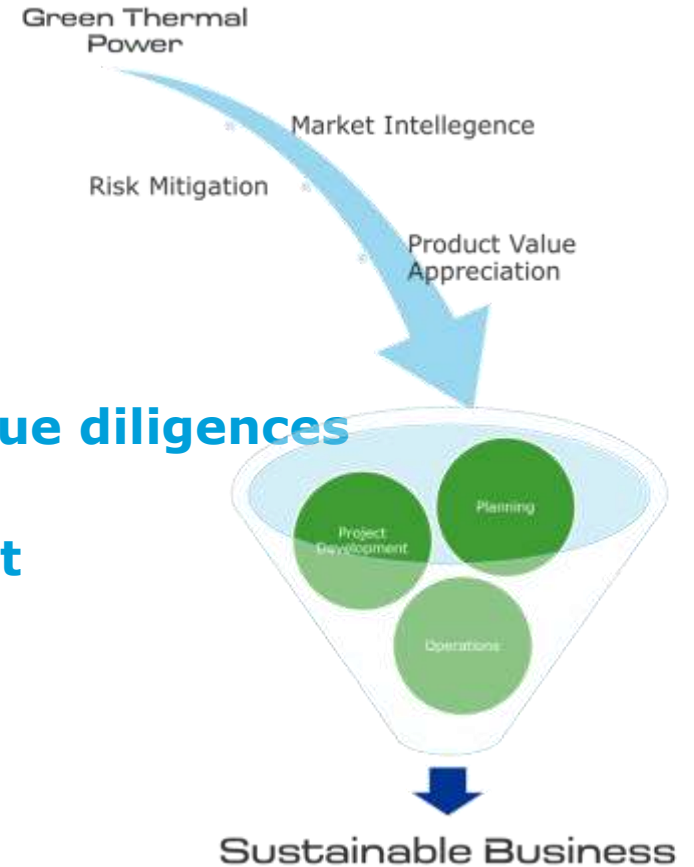 Green Thermal
Power
Market Intellegence
Risk Mitigation
Product Value
Appreciation
ue diligences
t
Planning
Project
Development
Operations
Sustainable Business